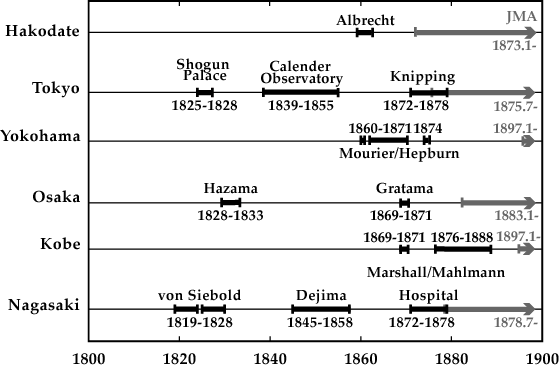 JMA
Albrecht
Hakodate
1873.1-
Shogun
Palace
Calender
Observatory
Knipping
Tokyo
1825-1828
1839-1855
1872-1878
1875.7-
1860-1871 1874
1897.1-
Yokohama
Mourier/Hepburn
Hazama
Gratama
Osaka
1828-1833
1869-1871
1883.1-
1869-1871
1876-1888
1897.1-
Kobe
Marshall/Mahlmann
von Siebold
Dejima
Hospital
Nagasaki
1819-1828
1845-1858
1872-1878
1878.7-
1800
1820
1840
1860
1880
1900